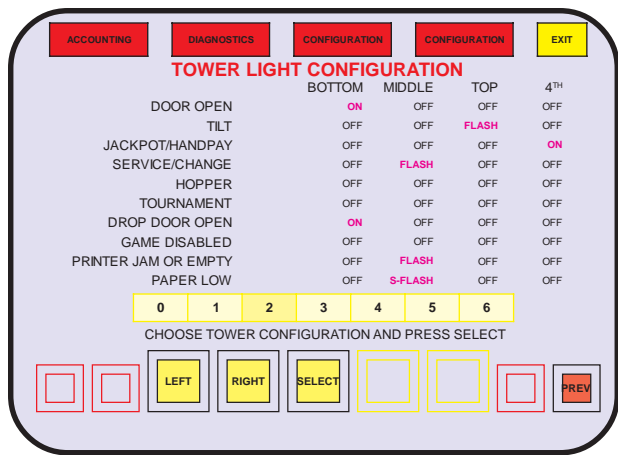 ACCOUNTING DIAGNOSTICS CONFIGURATION CONFIGURATION EXIT
TOWER LIGHT CONFIGURATION
BOTTOM MIDDLE TOP 4TH
DOOR OPEN ON OFF OFF OFF
TILT OFF OFF FLASH OFF
JACKPOT/HANDPAY OFF OFF OFF ON
SERVICE/CHANGE OFF FLASH OFF OFF
HOPPER OFF OFF OFF OFF
TOURNAMENT OFF OFF OFF OFF
DROP DOOR OPEN ON OFF OFF OFF
GAME DISABLED OFF OFF OFF OFF
PRINTER JAM OR EMPTY OFF FLASH OFF OFF
PAPER LOW OFF S-FLASH OFF OFF
0 1 2 3 4 5 6
CHOOSE TOWER CONFIGURATION AND PRESS SELECT
LEFT RIGHT SELECT PREV